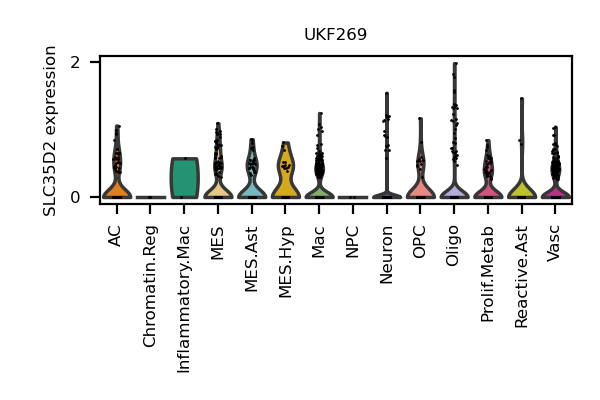 UKF269
SLC35D2 expression
2
0
AC
Chromatin.Reg
Inflammatory.Mac
MES
MES.Ast
MES.Hyp
Mac
NPC
Neuron
OPC
Oligo
Prolif.Metab
Reactive.Ast
Vasc